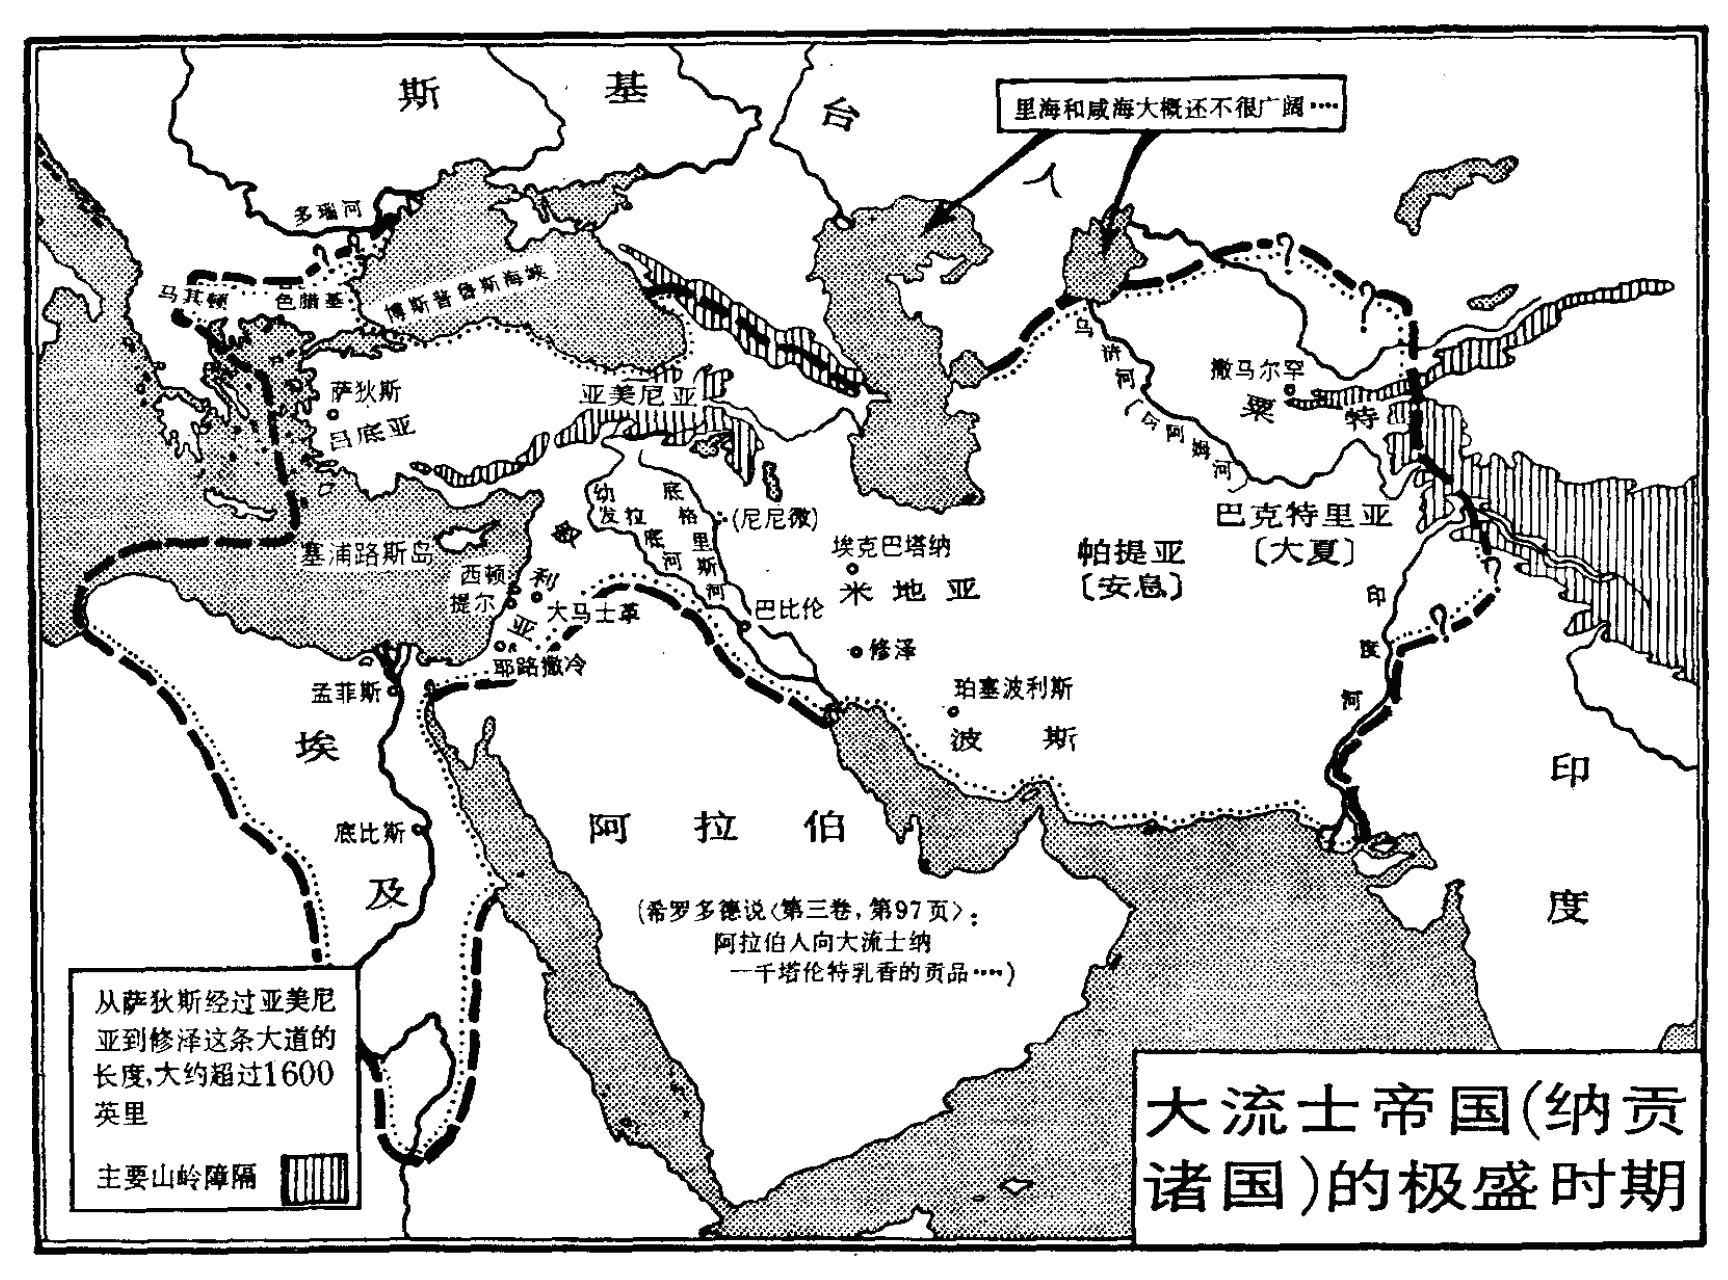 斯基台人
里海和咸海大概还不很广阔····
多瑙河
马其顿
色腊基
博斯普鲁斯海峡
萨狄斯
吕底亚
亚美尼亚
乌浒河(今阿姆河)
撒马尔罕
粟特
幼发拉底河
底格里斯河
(尼尼微)
叙利亚
塞浦路斯岛
西顿
提尔
大马士革
耶路撒冷
巴比伦
埃克巴塔纳
米地亚
修泽
帕提亚
〔安息〕
巴克特里亚
〔大夏〕
印度河
孟菲斯
埃及
底比斯
珀塞波利斯
波斯
阿拉伯
印度
(希罗多德说〈第三卷,第97页〉:
阿拉伯人向大流士纳
一千塔伦特乳香的贡品····)
从萨狄斯经过亚美尼
亚到修泽这条大道的
长度,大约超过1600
英里
主要山岭障隔
大流士帝国(纳贡
诸国)的极盛时期